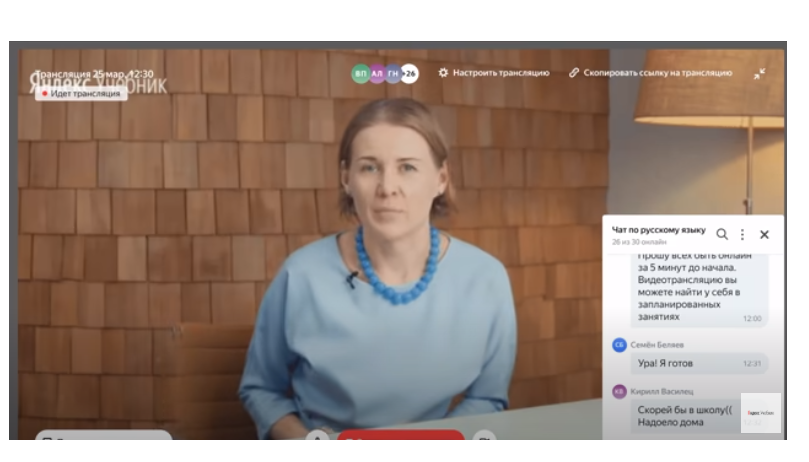 Трансляция 25 мар, 12:30
Яндекс Учебник
Идет трансляция
ВП АЛ ГН +26
Настроить трансляцию
Скопировать ссылку на трансляцию
Чат по русскому языку
26 из 30 онлайн
Прошу всех быть онлайн
за 5 минут до начала.
Видеотрансляцию вы
можете найти у себя в
запланированных
занятиях
12:00
СБ Семён Беляев
Ура! Я готов
12:31
КВ Кирилл Василец
Скорей бы в школу((
Надоело дома
Яндекс Учебник